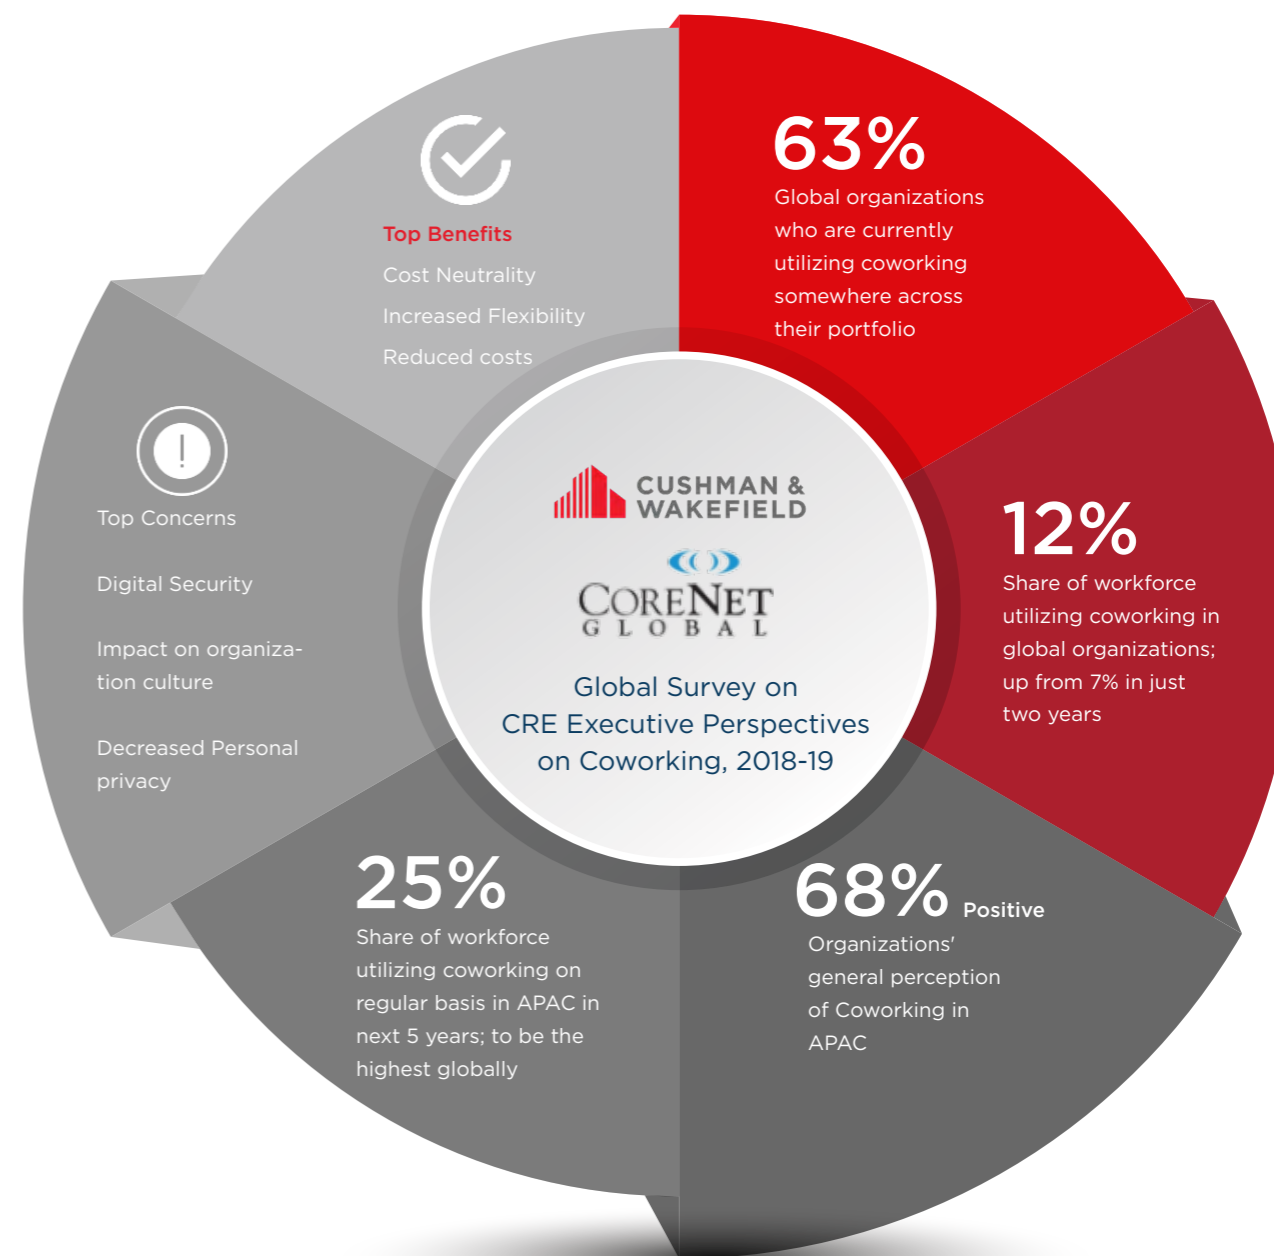 63%
Global organizations
who are currently
utilizing coworking
somewhere across
their portfolio
12%
Share of workforce
utilizing coworking in
global organizations;
up from 7% in just
two years
68% Positive
Organizations'
general perception
of Coworking in
APAC
25%
Share of workforce
utilizing coworking on
regular basis in APAC in
next 5 years; to be the
highest globally
Top Concerns
Digital Security
Impact on organiza-
tion culture
Decreased Personal
privacy
Top Benefits
Cost Neutrality
Increased Flexibility
Reduced costs
CUSHMAN &
WAKEFIELD
CORENET
GLOBAL
Global Survey on
CRE Executive Perspectives
on Coworking, 2018-19